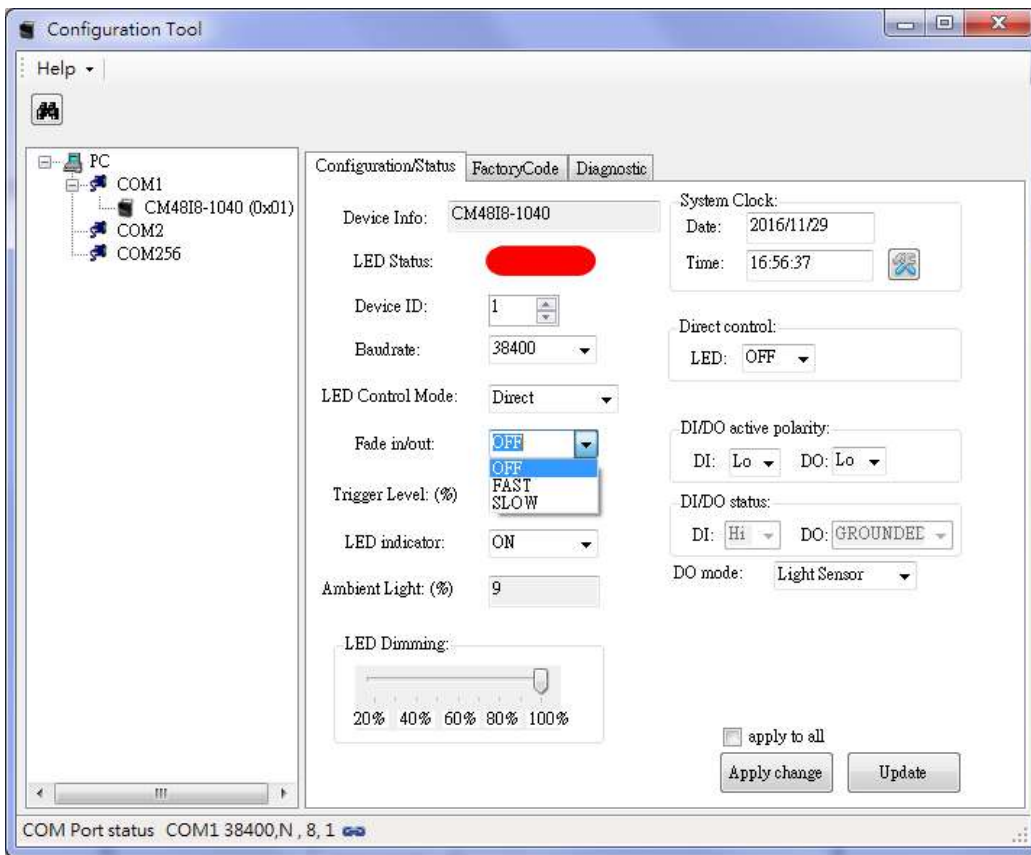 Configuration Tool
Help
PC
COM1
CM48I8-1040 (0x01)
COM2
COM256
Configuration/Status FactoryCode Diagnostic
Device Info: CM48I8-1040
LED Status:
Device ID: 1
Baudrate: 38400
LED Control Mode: Direct
Fade in/out: OFF
OFF
FAST
SLOW
Trigger Level: (%)
LED indicator: ON
Ambient Light: (%) 9
LED Dimming:
20% 40% 60% 80% 100%
System Clock:
Date: 2016/11/29
Time: 16:56:37
Direct control:
LED: OFF
DI/DO active polarity:
DI: Lo DO: Lo
DI/DO status:
DI: Hi DO: GROUNDED
DO mode: Light Sensor
apply to all
Apply change Update
COM Port status COM1 38400,N , 8, 1